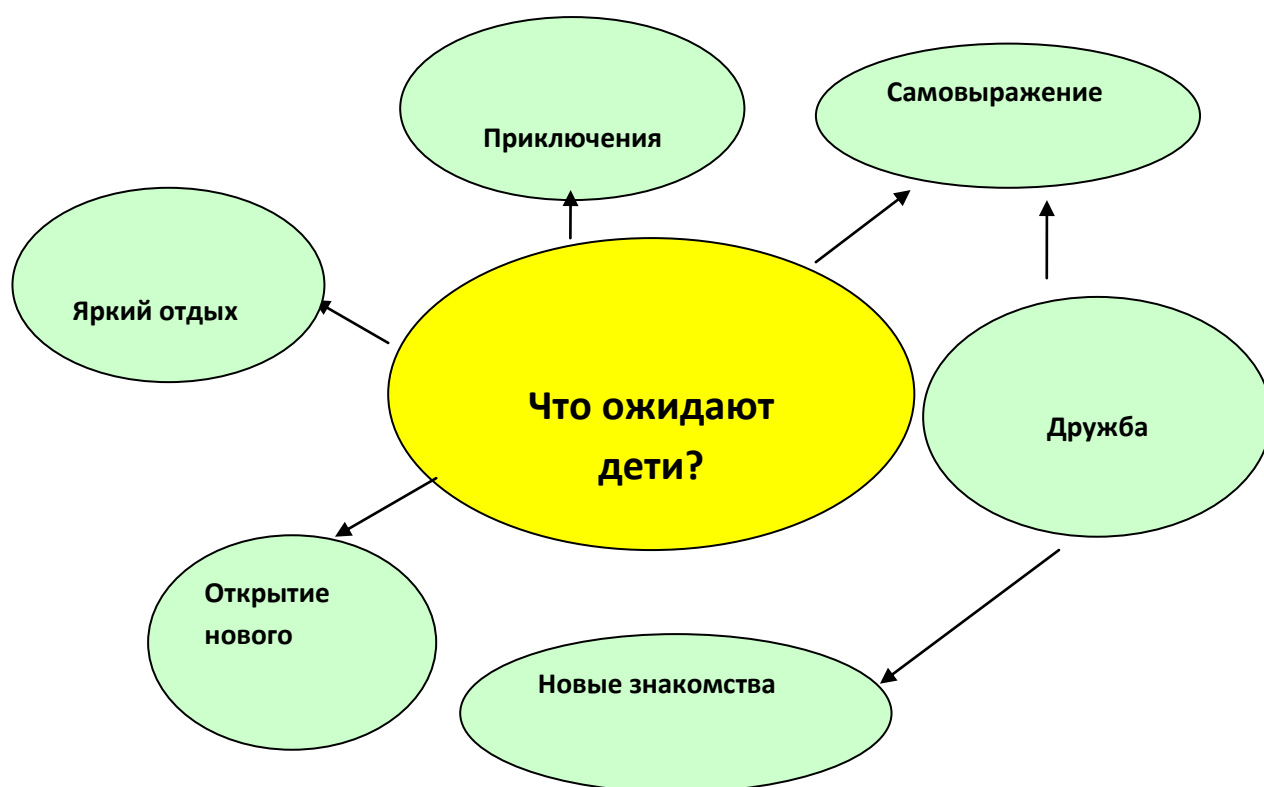 Самовыражение
Приключения
Яркий отдых
Что ожидают
дети?
Дружба
Открытие
нового
Новые знакомства